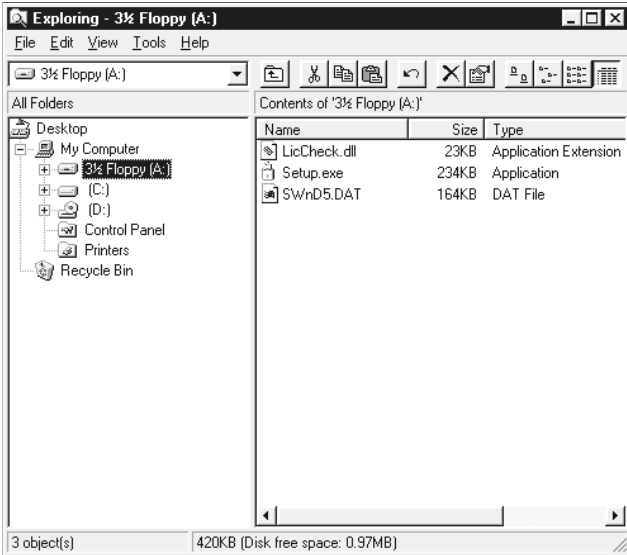 Exploring - 3½ Floppy (A:)
File Edit View Tools Help
3½ Floppy (A:)
All Folders
Contents of '3½ Floppy (A:)'
Desktop
My Computer
3½ Floppy (A:)
(C:)
(D:)
Control Panel
Printers
Recycle Bin
Name Size Type
LicCheck.dll 23KB Application Extension
Setup.exe 234KB Application
SWnD5.DAT 164KB DAT File
3 object(s)
420KB (Disk free space: 0.97MB)